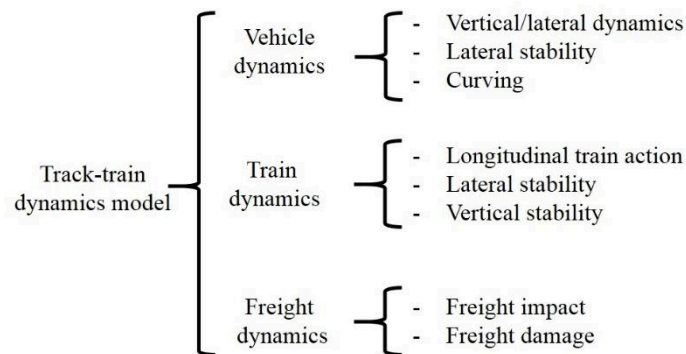 Track-train
dynamics model
Vehicle
dynamics
- Vertical/lateral dynamics
- Lateral stability
- Curving
Train
dynamics
- Longitudinal train action
- Lateral stability
- Vertical stability
Freight
dynamics
- Freight impact
- Freight damage